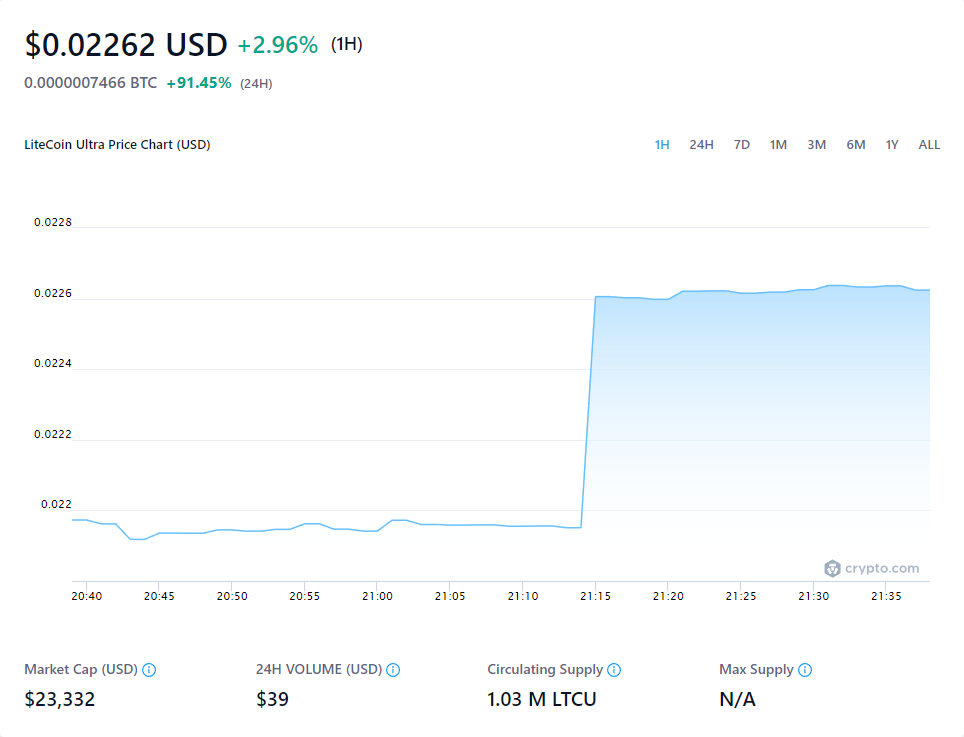 $0.02262 USD +2.96% (1H)
0.0000007466 BTC +91.45% (24H)
LiteCoin Ultra Price Chart (USD)
1H 24H 7D 1M 3M 6M 1Y ALL
0.0228
0.0226
0.0224
0.0222
0.022
crypto.com
20:40 20:45 20:50 20:55 21:00 21:05 21:10 21:15 21:20 21:25 21:30 21:35
Market Cap (USD) 24H VOLUME (USD) Circulating Supply Max Supply
$23,332 $39 1.03 M LTCU N/A